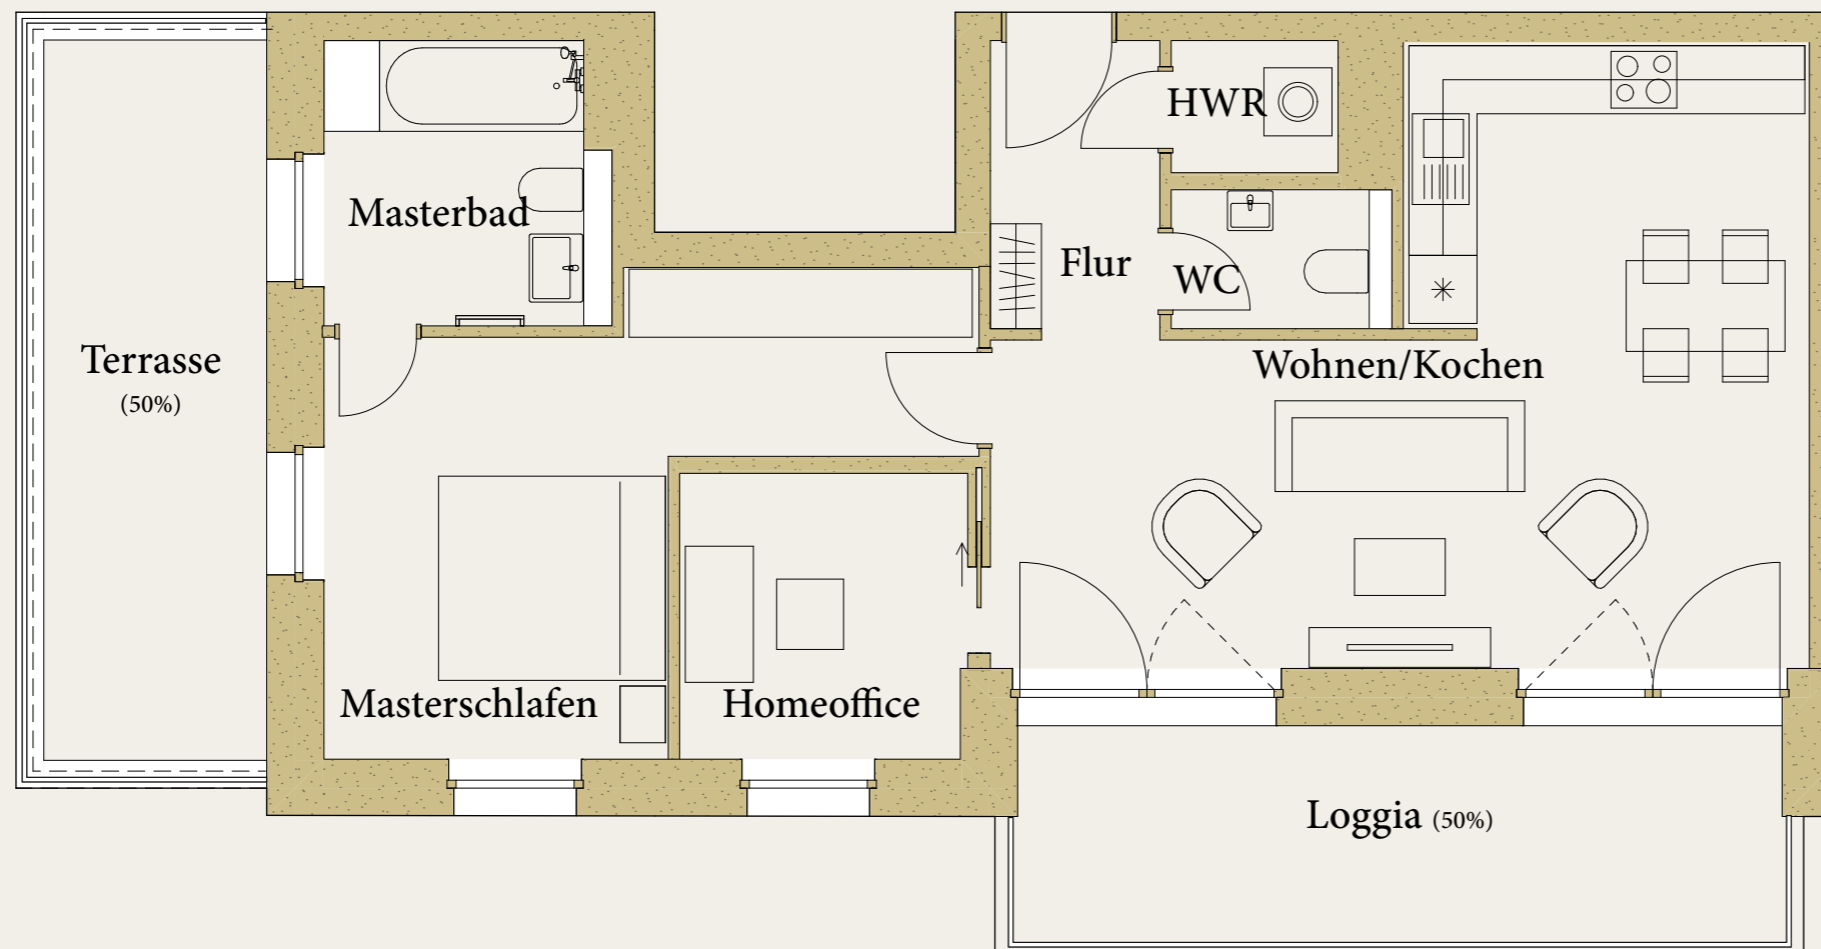 HWR
Masterbad
Flur
WC
Terrasse
(50%)
Wohnen/Kochen
Masterschlafen
Homeoffice
Loggia (50%)